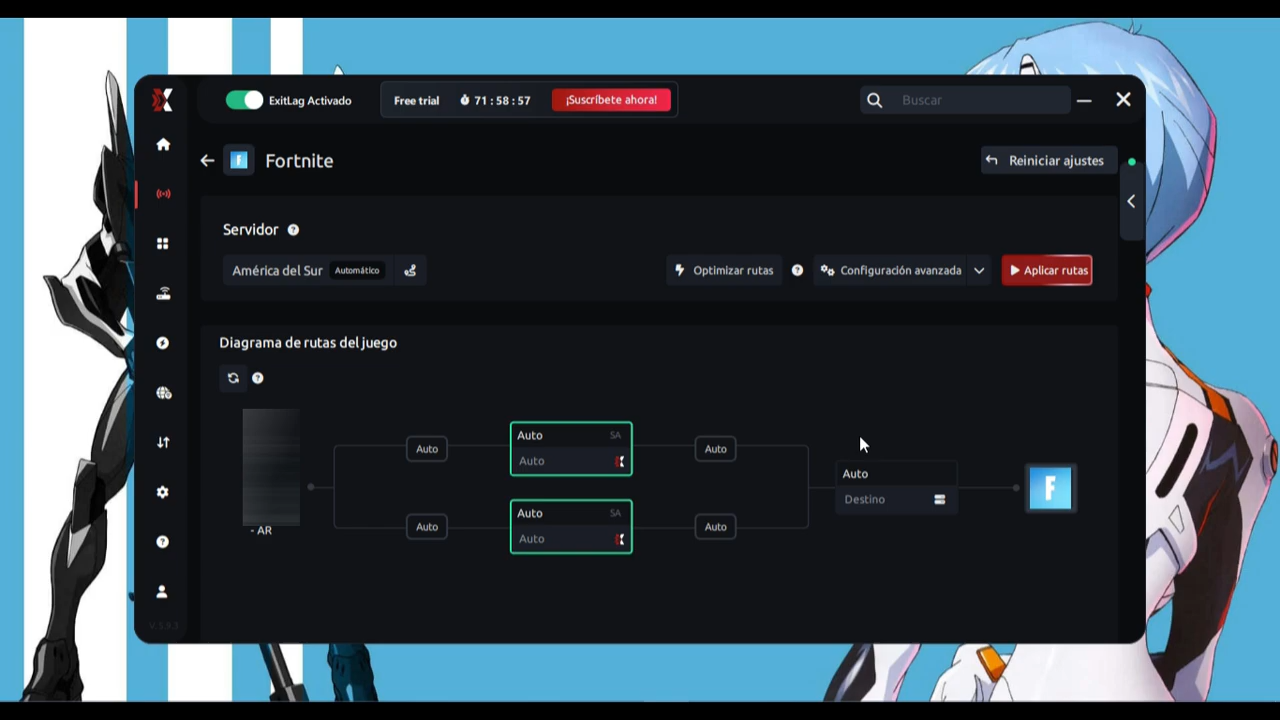 ExitLag Activado
Free trial
71 : 58 : 57
¡Suscríbete ahora!
Buscar
Fortnite
Reiniciar ajustes
Servidor
América del Sur
Automático
Optimizar rutas
Configuración avanzada
Aplicar rutas
Diagrama de rutas del juego
Auto
Auto
SA
Auto
Auto
Auto
Destino
- AR
Auto
Auto
SA
Auto
Auto